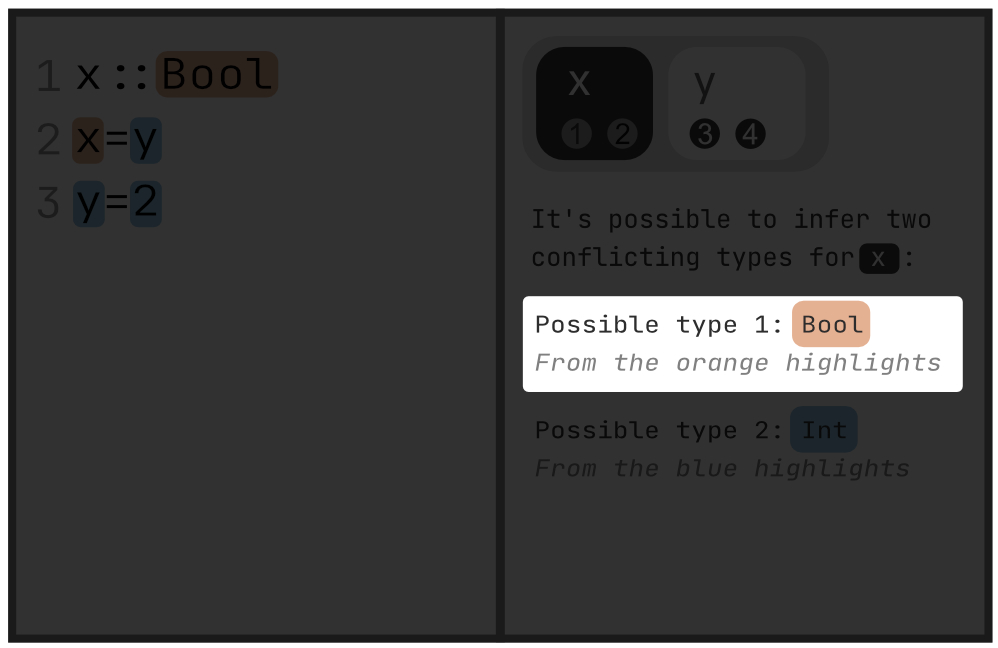 1 x::Bool
2 x=y
3 y=2
x y
1 2 3 4
It's possible to infer two
conflicting types for x :
Possible type 1: Bool
From the orange highlights
Possible type 2: Int
From the blue highlights